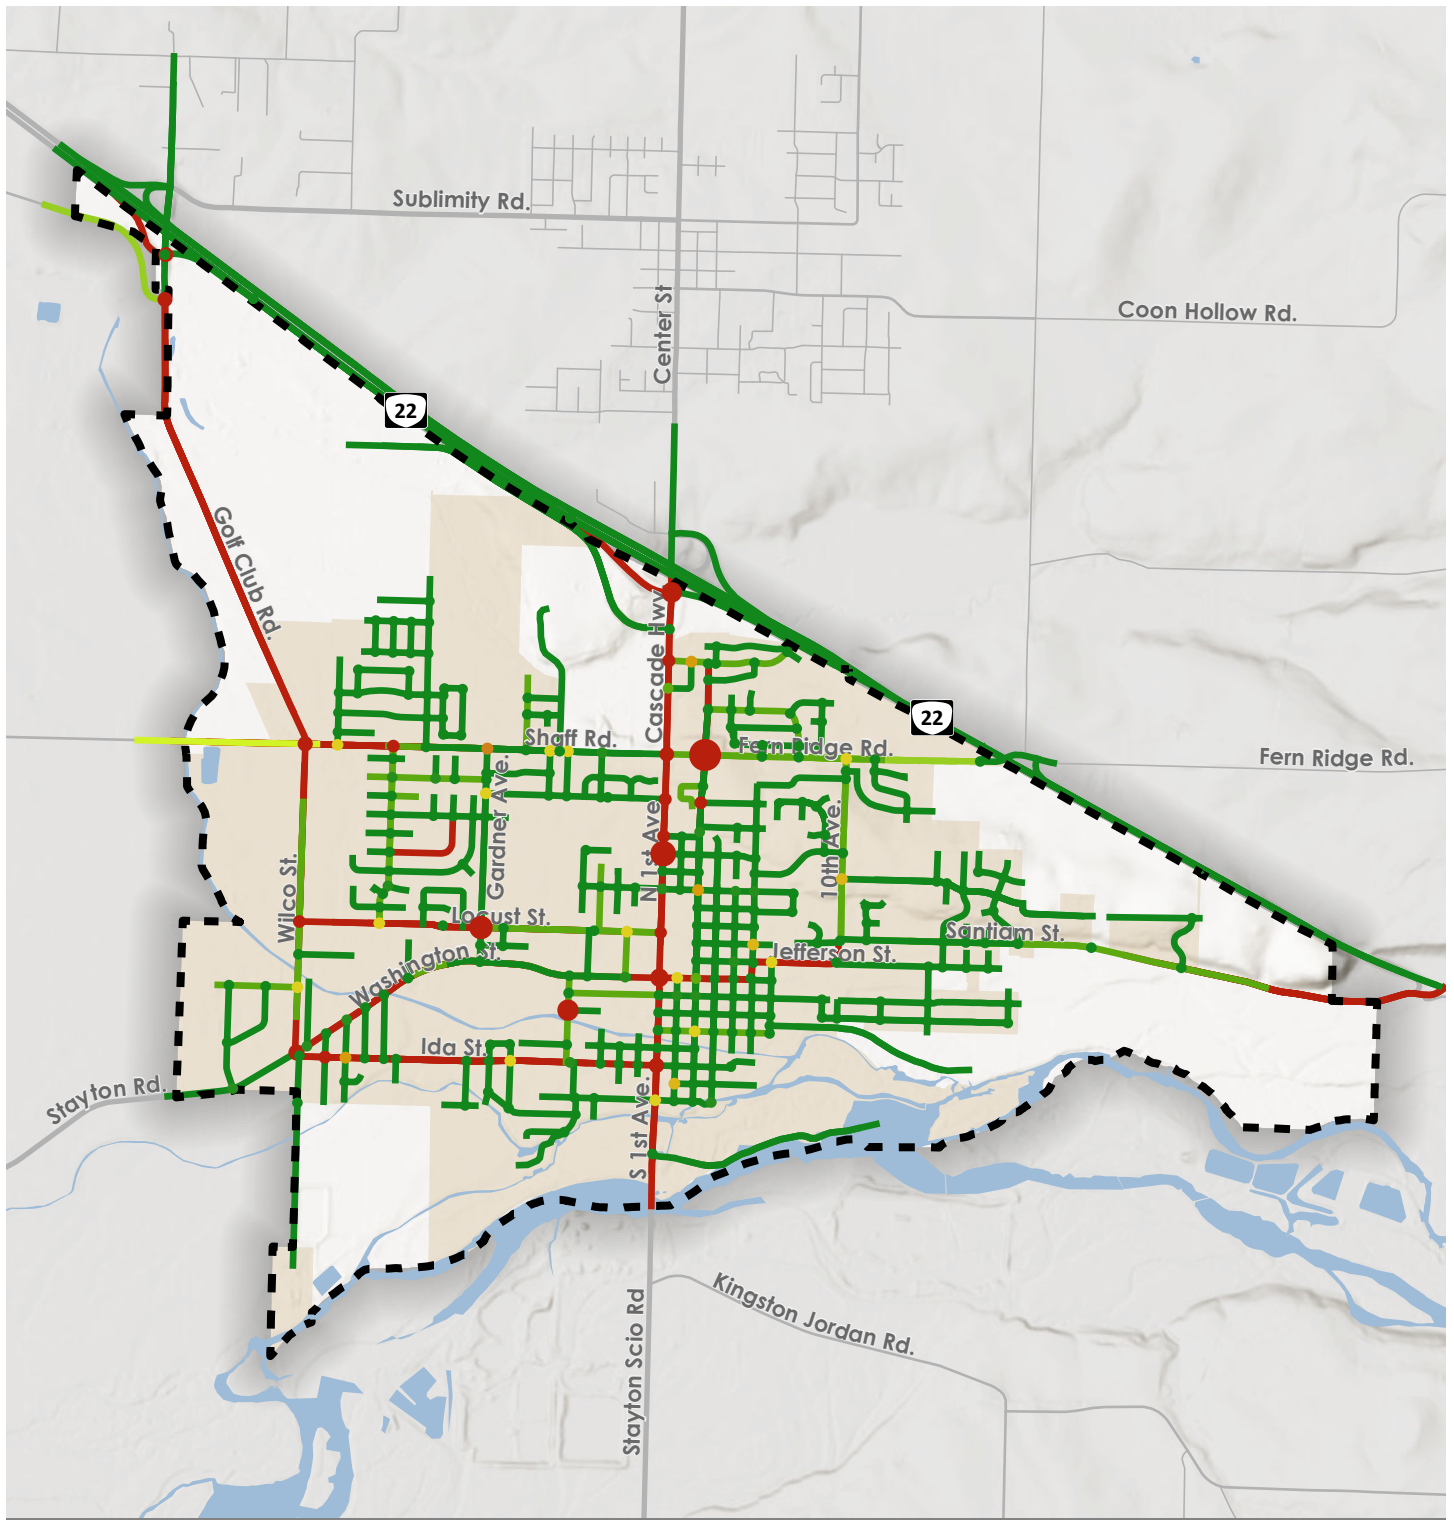 Sublimity Rd.
Center St
Coon Hollow Rd.
22
Golf Club Rd.
Cascade Hwy
22
Shaff Rd.
Fern Ridge Rd.
Fern Ridge Rd.
Gardner Ave.
N 1st Ave.
10th Ave.
Wilco St.
Locust St.
Santiam St.
Washington St.
Jefferson St.
Ida St.
Stayton Rd.
S 1st Ave.
Kingston Jordan Rd.
Stayton Scio Rd